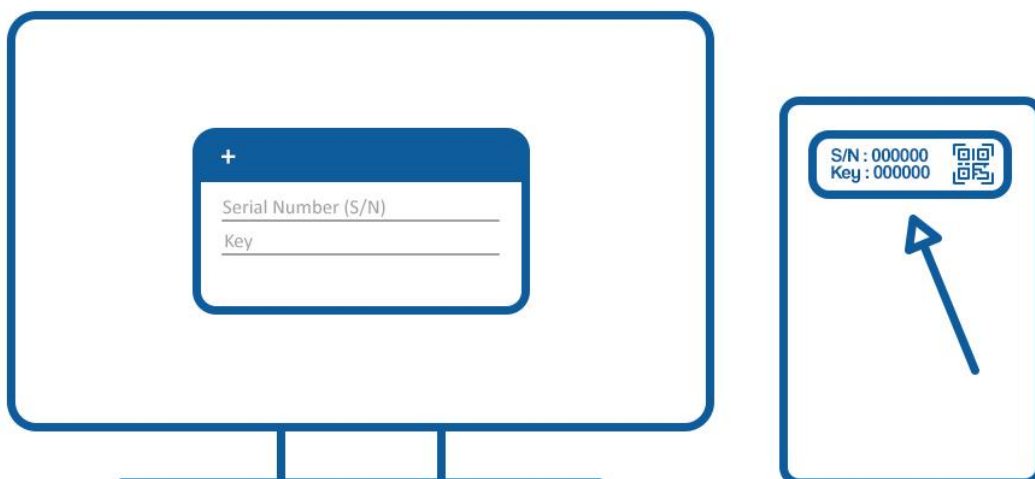 +
Serial Number (S/N)
Key
S/N : 000000
Key : 000000